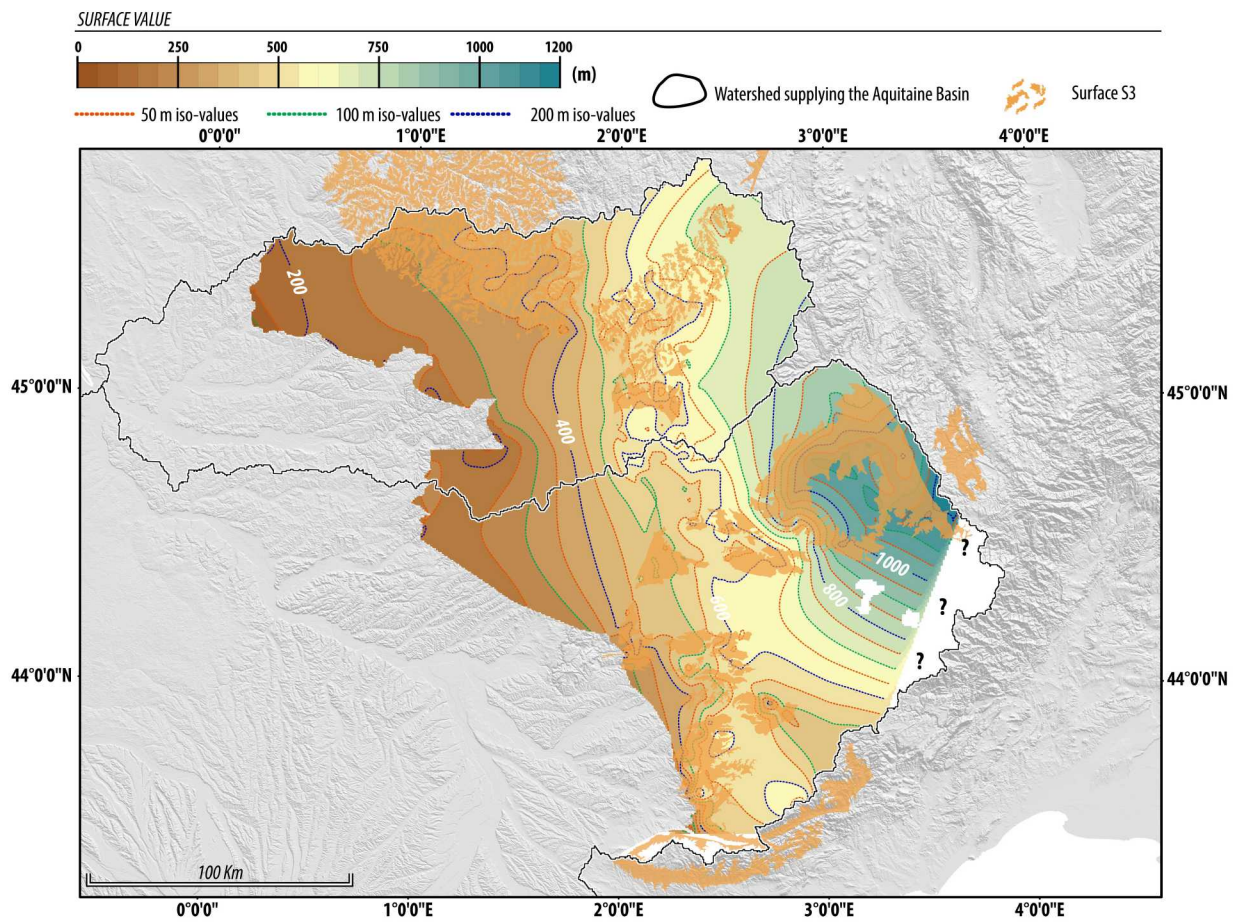 SURFACE VALUE
0 250 500 750 1000 1200
(m)
Watershed supplying the Aquitaine Basin
Surface S3
50 m iso-values 100 m iso-values 200 m iso-values
0°0'0" 1°0'0"E 2°0'0"E 3°0'0"E 4°0'0"E
200
45°0'0"N 45°0'0"N
400
?
1000
800
600
?
?
44°0'0"N 44°0'0"N
100 Km
0°0'0" 1°0'0"E 2°0'0"E 3°0'0"E 4°0'0"E